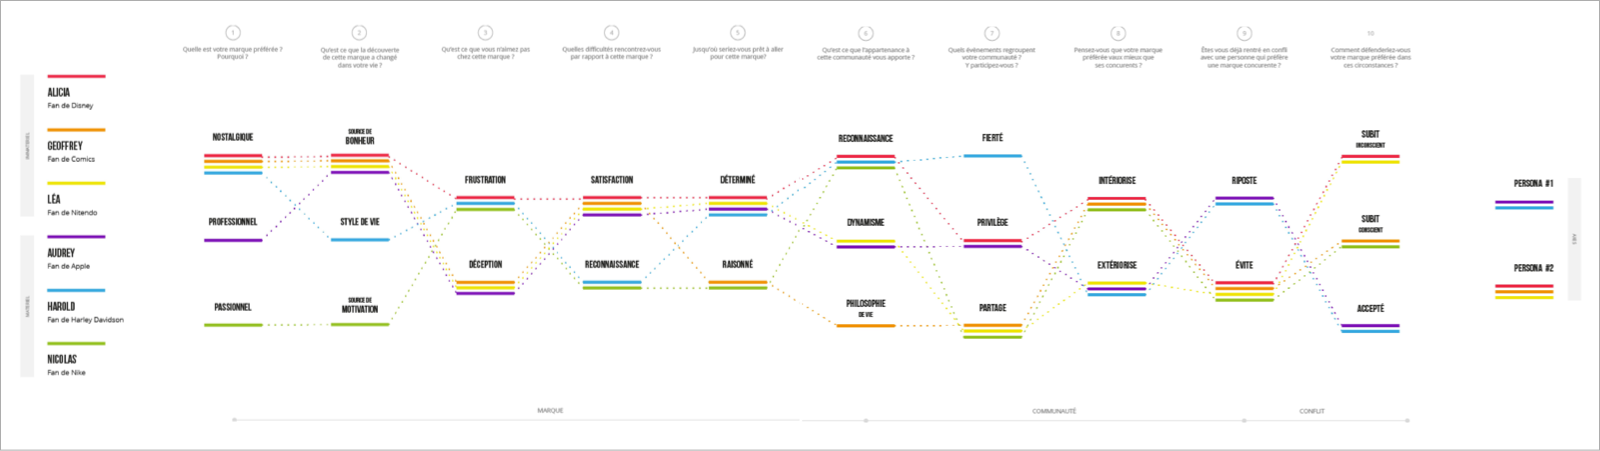 1
Quelle est votre marque préférée ?
Pourquoi ?
2
Qu'est ce que la découverte
de cette marque a changé
dans votre vie ?
3
Qu'est ce que vous n'aimez pas
chez cette marque ?
4
Quelles difficultés rencontrez-vous
par rapport à cette marque ?
5
Jusqu'où seriez-vous prêt à aller
pour cette marque?
6
Qu'est ce que l'appartenance à
cette communauté vous apporte ?
7
Quels évènements regroupent
votre communauté ?
Y participez-vous ?
8
Pensez-vous que votre marque
préférée vaux mieux que
ses concurents ?
9
Êtes vous déjà rentré en confli
avec une personne qui préfère
une marque concurente ?
10
Comment défenderiez-vous
votre marque préférée dans
ces circonstances ?
ALICIA
Fan de Disney
GEOFFREY
Fan de Comics
LÉA
Fan de Nitendo
AUDREY
Fan de Apple
HAROLD
Fan de Harley Davidson
NICOLAS
Fan de Nike
MATÉRIEL
NOSTALGIQUE
PROFESSIONNEL
PASSIONNEL
SOURCE DE
BONHEUR
STYLE DE VIE
SOURCE DE
MOTIVATION
FRUSTRATION
DÉCEPTION
SATISFACTION
RECONNAISSANCE
DÉTERMINÉ
RAISONÉ
RECONNAISSANCE
DYNAMISME
PHILOSOPHIE
DE VIE
FIERTÉ
PRIVILÈGE
PARTAGE
INTÉRIORISE
EXTÉRIORISE
RIPOSTE
ÉVITE
SUBIT
INCONSCIENT
SUBIT
CONSCIENT
ACCEPTÉ
PERSONA #1
PERSONA #2
MARQUE
COMMUNAUTÉ
CONFLIT